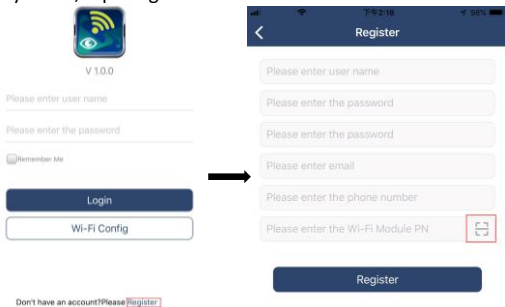 V 1.0.0
Please enter user name
Please enter the password
Remember Me
Login
Wi-Fi Config
Don't have an account?Please Register
下午2:18
98%
Register
Please enter user name
Please enter the password
Please enter the password
Please enter email
Please enter the phone number
Please enter the Wi-Fi Module PN
Register